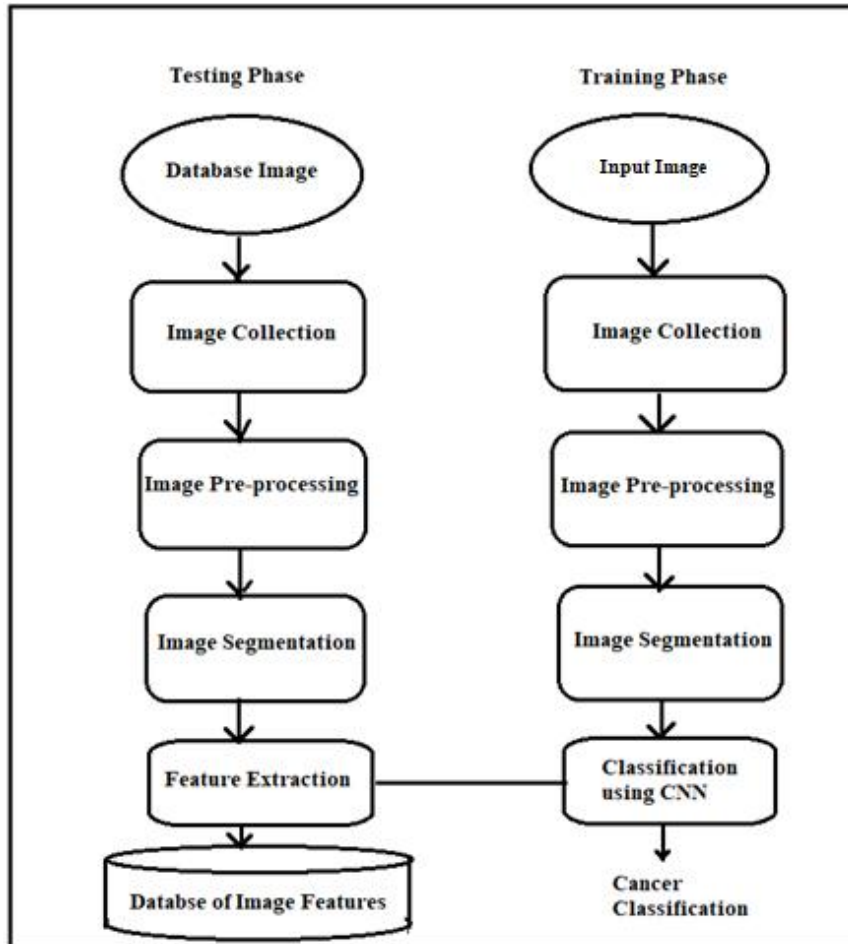 Testing Phase
Database Image
Image Collection
Image Pre-processing
Image Segmentation
Feature Extraction
Databse of Image Features
Training Phase
Input Image
Image Collection
Image Pre-processing
Image Segmentation
Classification
using CNN
Cancer
Classification